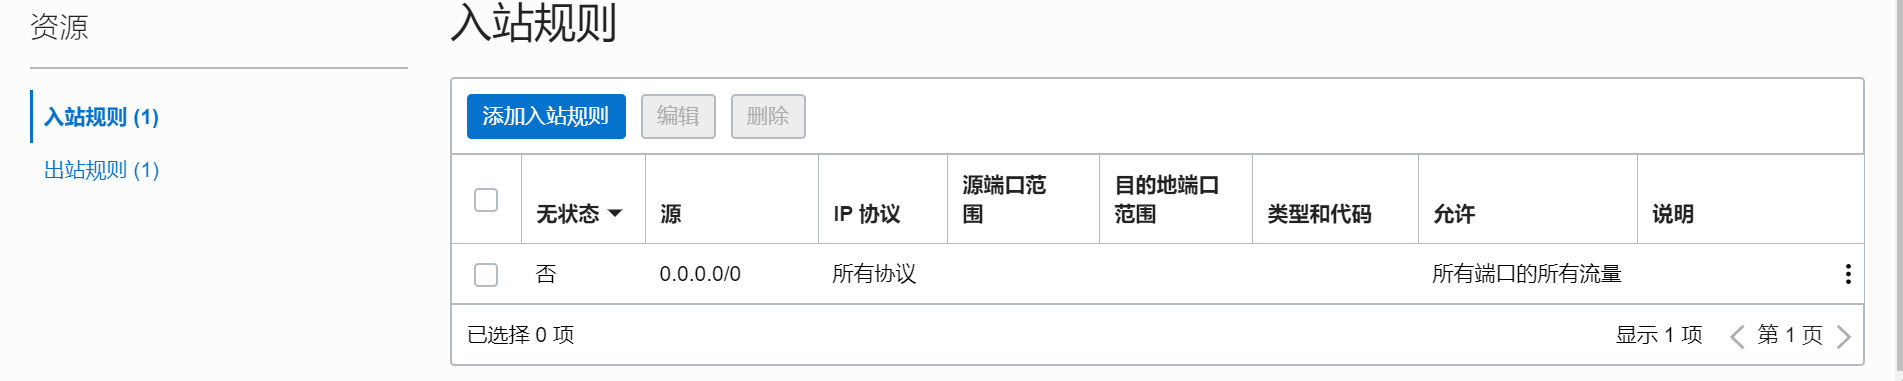 资源
入站规则 (1)
出站规则 (1)
入站规则
添加入站规则 编辑 删除
无状态 源 IP 协议 源端口范围 目的地端口范围 类型和代码 允许 说明
否 0.0.0.0/0 所有协议 所有端口的所有流量
已选择 0 项 显示 1 项 第 1 页